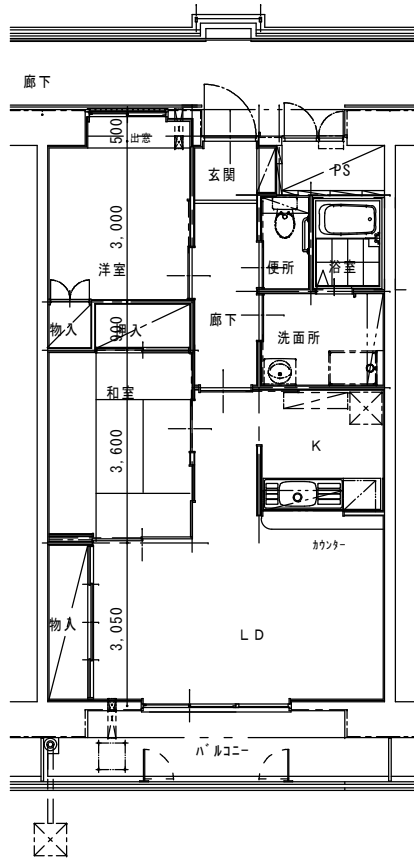 廊下
500
出窓
玄関
PS
3,000
洋室
便所
浴室
物入
900
押入
廊下
洗面所
和室
3,600
K
カウンター
物入
3,050
LD
バルコニー